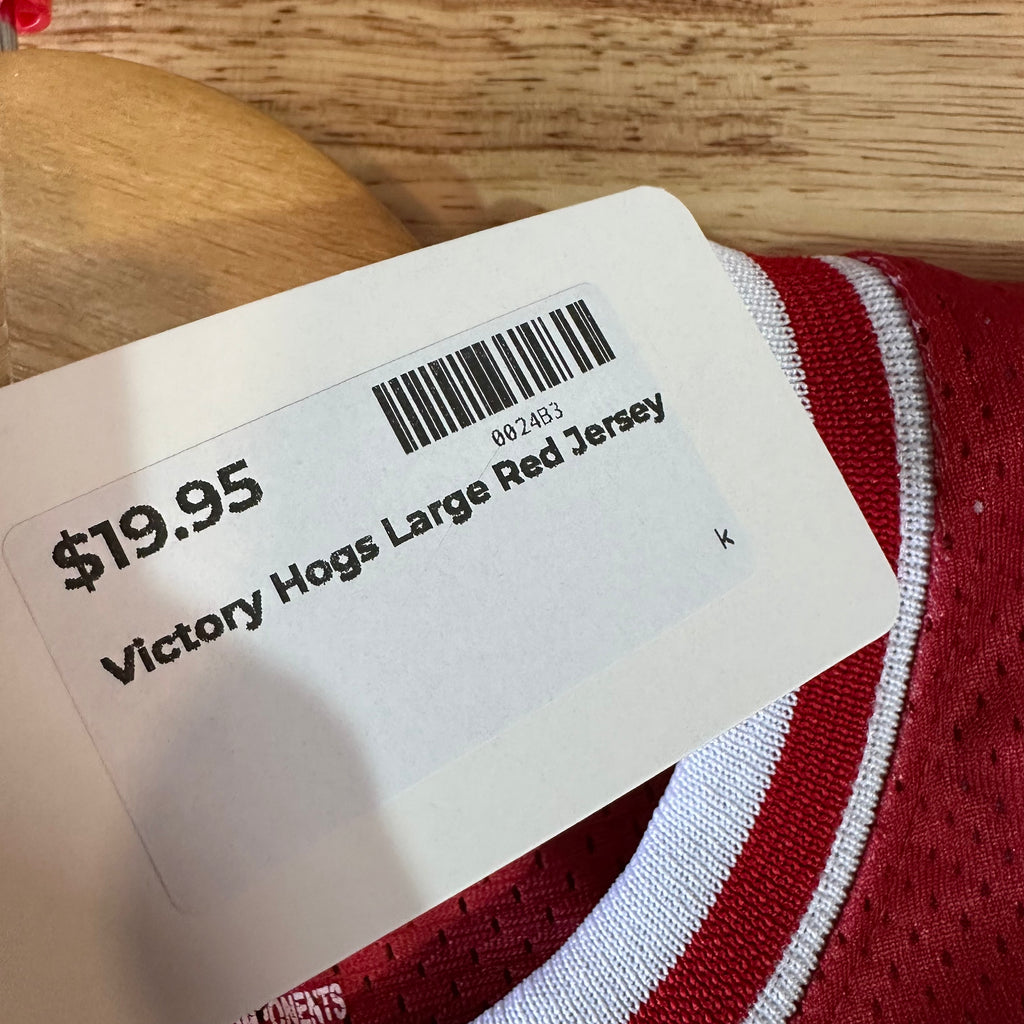 0024B3
$19.95
Victory Hogs Large Red Jersey
k